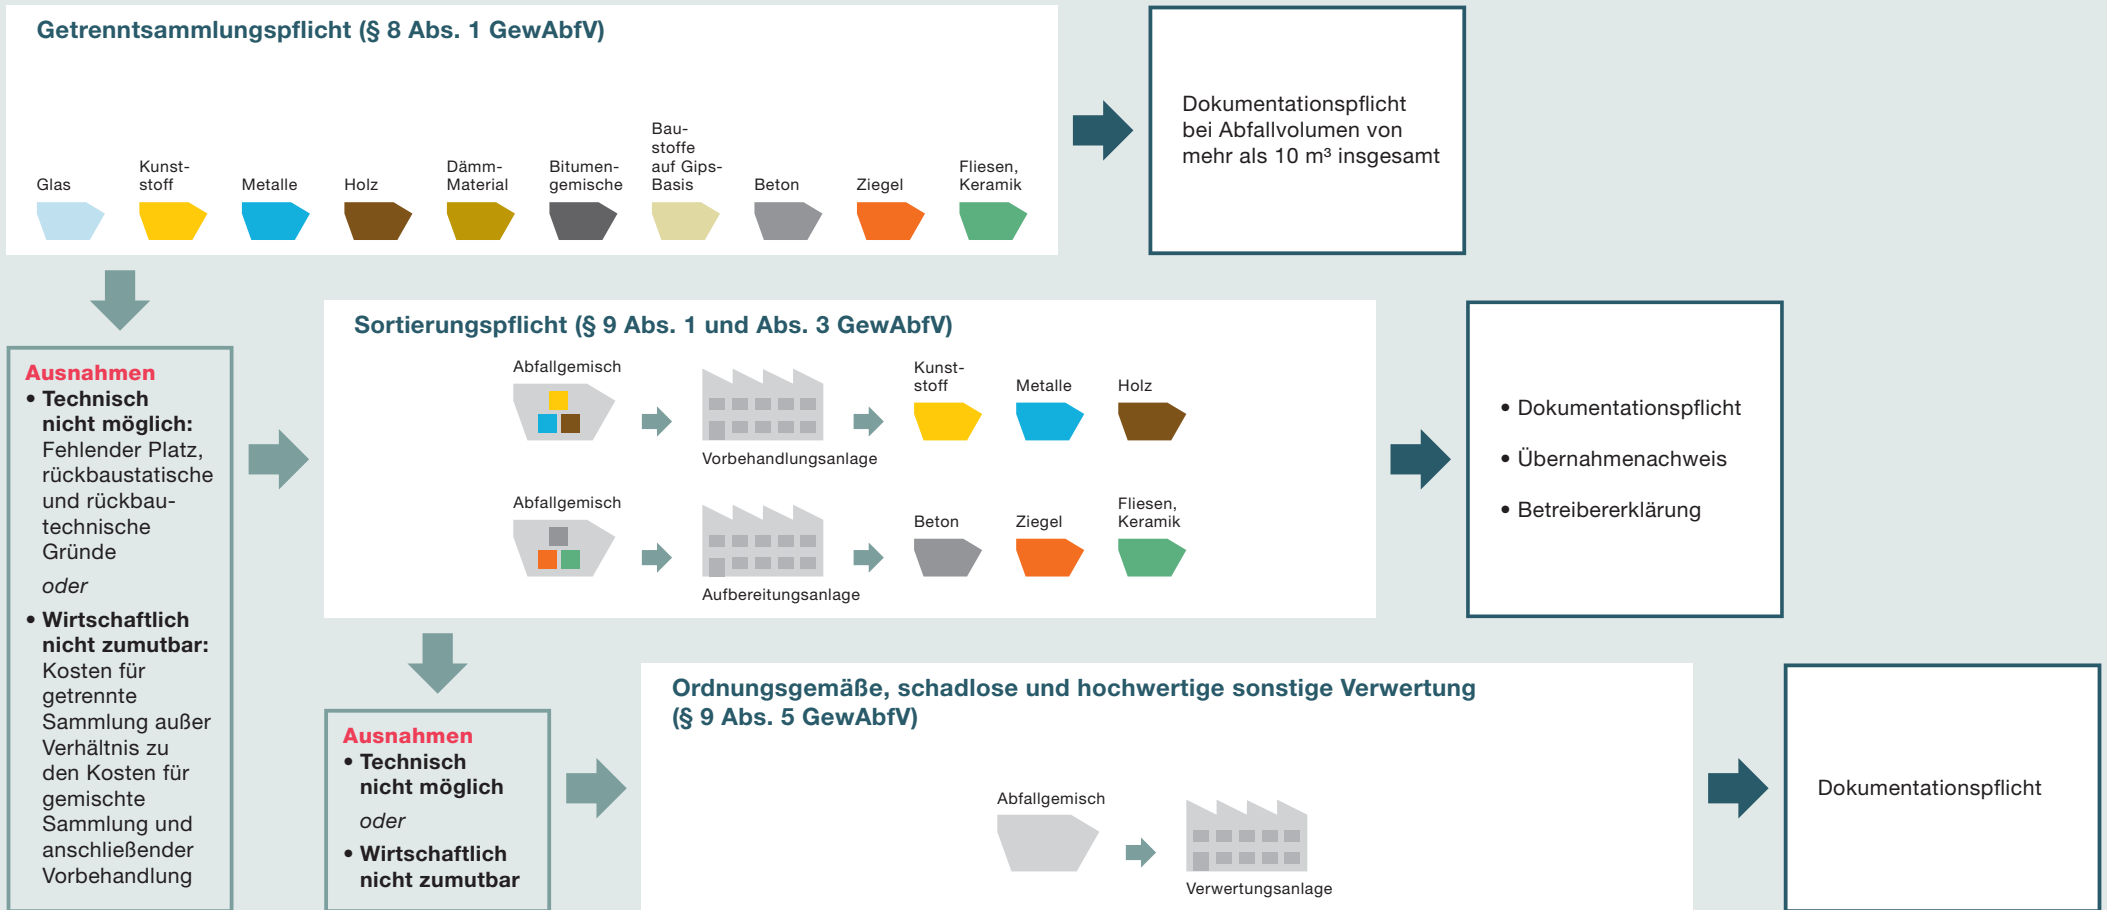 Getrenntsammlungspflicht (§ 8 Abs. 1 GewAbfV)
Glas
Kunst-
stoff
Metalle
Holz
Dämm-
Material
Bitumen-
gemische
Bau-
stoffe
auf Gips-
Basis
Beton
Ziegel
Fliesen,
Keramik
Dokumentationspflicht
bei Abfallvolumen von
mehr als 10 m³ insgesamt
Ausnahmen
• Technisch
nicht möglich:
Fehlender Platz,
rückbaustatische
und rückbau-
technische
Gründe
oder
• Wirtschaftlich
nicht zumutbar:
Kosten für
getrennte
Sammlung außer
Verhältnis zu
den Kosten für
gemischte
Sammlung und
anschließender
Vorbehandlung
Sortierungspflicht (§ 9 Abs. 1 und Abs. 3 GewAbfV)
Abfallgemisch
Vorbehandlungsanlage
Kunst-
stoff
Metalle
Holz
Abfallgemisch
Aufbereitungsanlage
Beton
Ziegel
Fliesen,
Keramik
• Dokumentationspflicht
• Übernahmenachweis
• Betreibererklärung
Ausnahmen
• Technisch
nicht möglich
oder
• Wirtschaftlich
nicht zumutbar
Ordnungsgemäße, schadlose und hochwertige sonstige Verwertung
(§ 9 Abs. 5 GewAbfV)
Abfallgemisch
Verwertungsanlage
Dokumentationspflicht